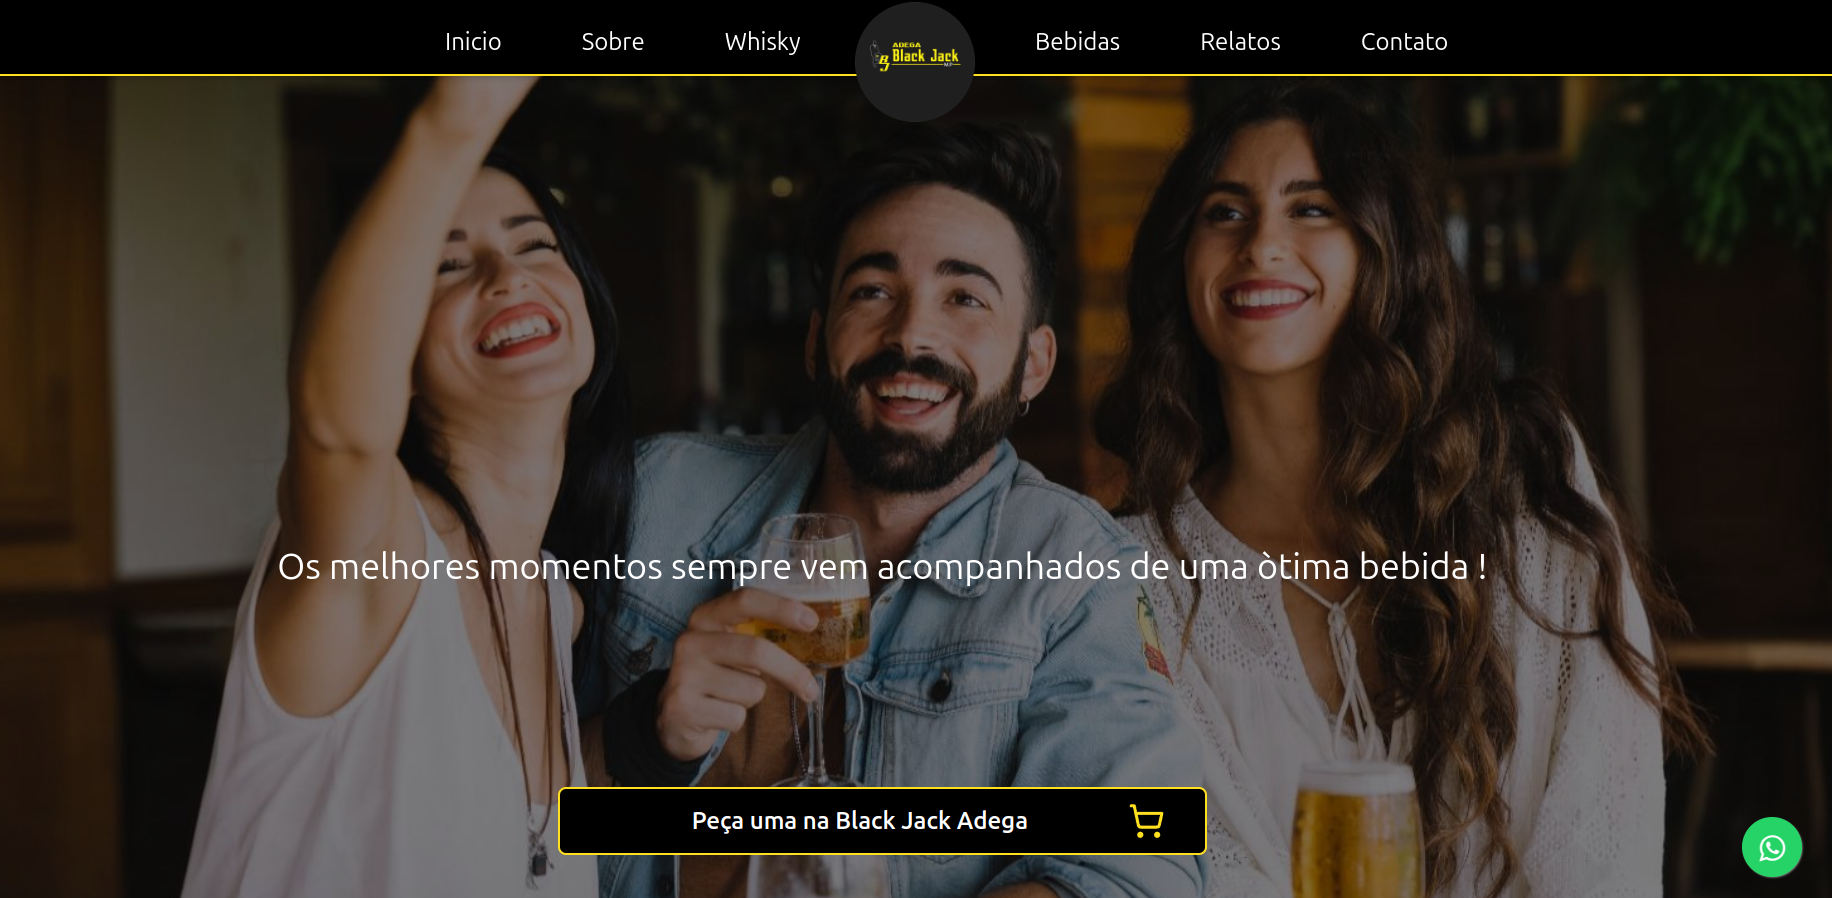 Inicio Sobre Whisky
ADEGA
Black Jack
BJ
Bebidas Relatos Contato
Os melhores momentos sempre vem acompanhados de uma òtima bebida !
Peça uma na Black Jack Adega